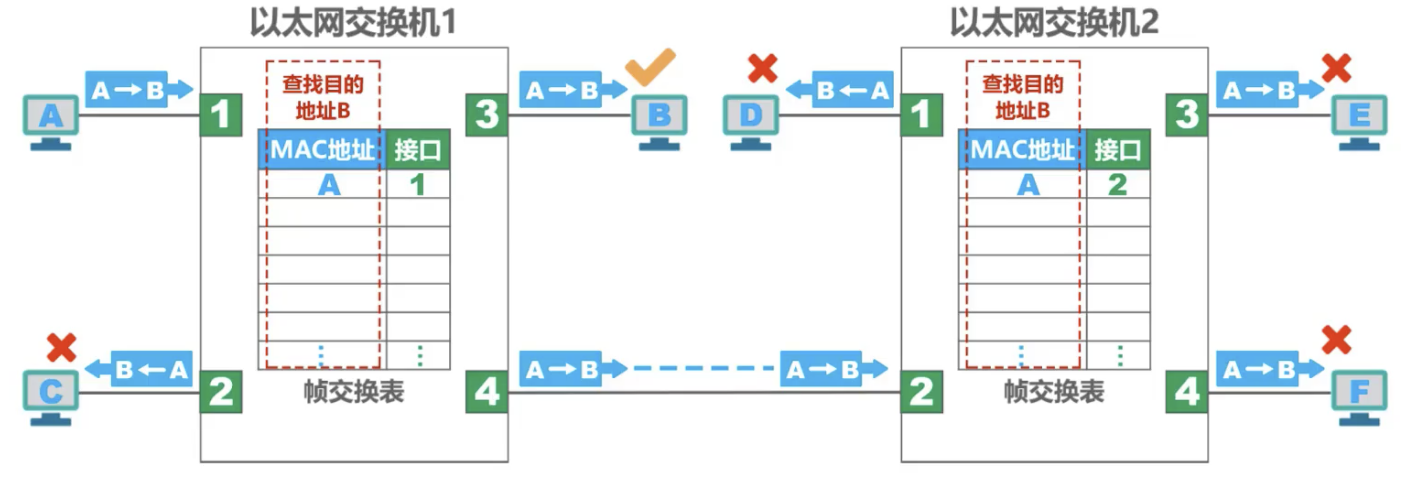 以太网交换机1
以太网交换机2
A→B
A
1
查找目的
地址B
MAC地址 接口
A 1
⋮ ⋮
帧交换表
3
A→B
B
B←A
C
2
4
A→B
A→B
B←A
D
1
查找目的
地址B
MAC地址 接口
A 2
⋮ ⋮
帧交换表
3
A→B
E
2
4
A→B
F